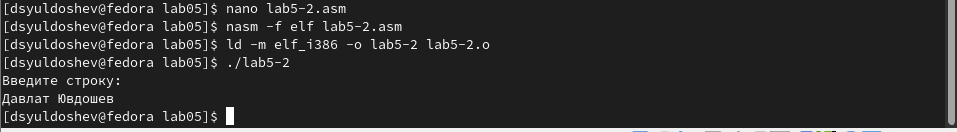 [dsyuldoshev@fedora lab05]$ nano lab5-2.asm
[dsyuldoshev@fedora lab05]$ nasm -f elf lab5-2.asm
[dsyuldoshev@fedora lab05]$ ld -m elf_i386 -o lab5-2 lab5-2.o
[dsyuldoshev@fedora lab05]$ ./lab5-2
Введите строку:
Давлат Ювдошев
[dsyuldoshev@fedora lab05]$